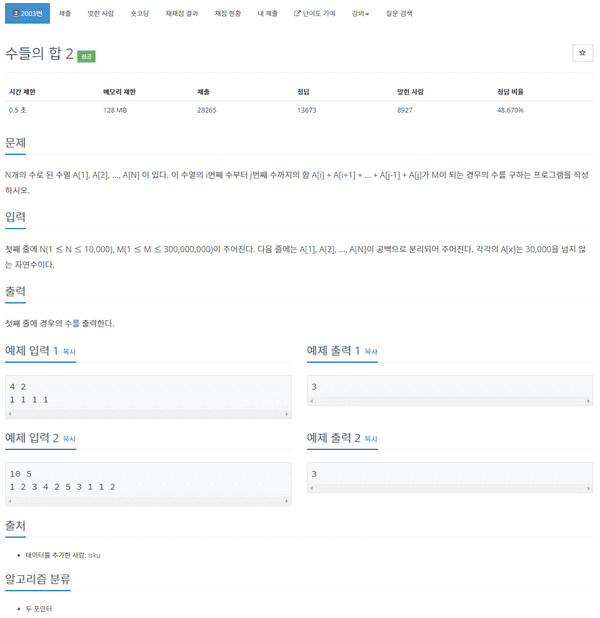 3 2003번 제출 맞힌 사람 숏코딩 재채점 결과 채점 현황 내 제출 난이도 기여 강의 질문 검색
수들의 합 2 성공
시간 제한 메모리 제한 제출 정답 맞힌 사람 정답 비율
0.5 초 128 MB 28265 13673 8927 48.670%
문제
N개의 수로 된 수열 A[1], A[2], …, A[N] 이 있다. 이 수열의 i번째 수부터 j번째 수까지의 합 A[i] + A[i+1] + … + A[j-1] + A[j]가 M이 되는 경우의 수를 구하는 프로그램을 작성
하시오.
입력
첫째 줄에 N(1 ≤ N ≤ 10,000), M(1 ≤ M ≤ 300,000,000)이 주어진다. 다음 줄에는 A[1], A[2], …, A[N]이 공백으로 분리되어 주어진다. 각각의 A[x]는 30,000을 넘지 않
는 자연수이다.
출력
첫째 줄에 경우의 수를 출력한다.
예제 입력 1 복사
4 2
1 1 1 1
예제 출력 1 복사
3
예제 입력 2 복사
10 5
1 2 3 4 2 5 3 1 1 2
예제 출력 2 복사
3
출처
데이터를 추가한 사람: isku
알고리즘 분류
두 포인터